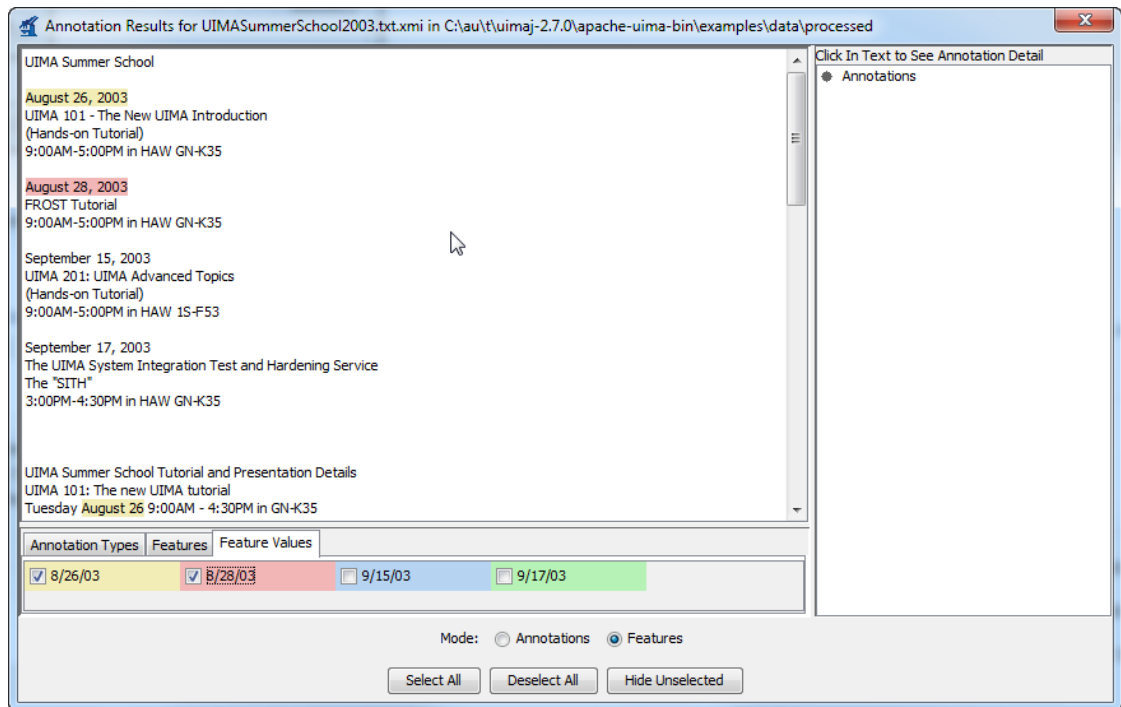 Annotation Results for UIMASummerSchool2003.txt.xmi in C:\au\t\uimaj-2.7.0\apache-uima-bin\examples\data\processed
UIMA Summer School
August 26, 2003
UIMA 101 - The New UIMA Introduction
(Hands-on Tutorial)
9:00AM-5:00PM in HAW GN-K35
August 28, 2003
FROST Tutorial
9:00AM-5:00PM in HAW GN-K35
September 15, 2003
UIMA 201: UIMA Advanced Topics
(Hands-on Tutorial)
9:00AM-5:00PM in HAW 1S-F53
September 17, 2003
The UIMA System Integration Test and Hardening Service
The "SITH"
3:00PM-4:30PM in HAW GN-K35
UIMA Summer School Tutorial and Presentation Details
UIMA 101: The new UIMA tutorial
Tuesday August 26 9:00AM - 4:30PM in GN-K35
Click In Text to See Annotation Detail
Annotations
Annotation Types Features Feature Values
8/26/03 8/28/03 9/15/03 9/17/03
Mode: Annotations Features
Select All Deselect All Hide Unselected